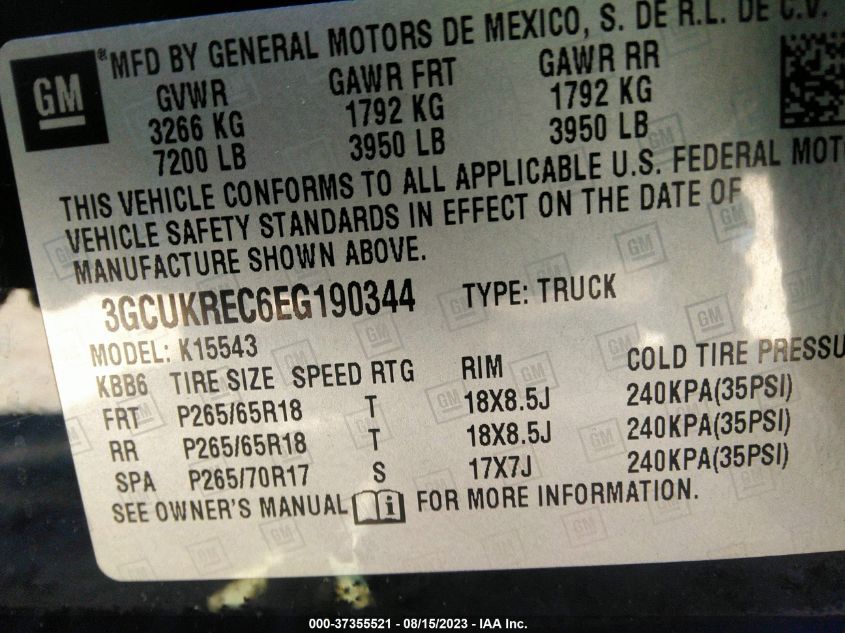 GM
® MFD BY GENERAL MOTORS DE MEXICO, S. DE R.L. DE C.V.
GVWR GAWR FRT GAWR RR
3266 KG 1792 KG 1792 KG
7200 LB 3950 LB 3950 LB
THIS VEHICLE CONFORMS TO ALL APPLICABLE U.S. FEDERAL MOT
VEHICLE SAFETY STANDARDS IN EFFECT ON THE DATE OF
MANUFACTURE SHOWN ABOVE.
3GCUKREC6EG190344 TYPE: TRUCK
MODEL: K15543
KBB6 TIRE SIZE SPEED RTG RIM COLD TIRE PRESSU
FRT P265/65R18 T 18X8.5J 240KPA(35PSI)
RR P265/65R18 T 18X8.5J 240KPA(35PSI)
SPA P265/70R17 S 17X7J 240KPA(35PSI)
SEE OWNER'S MANUAL i FOR MORE INFORMATION.
000-37355521 - 08/15/2023 - IAA Inc.